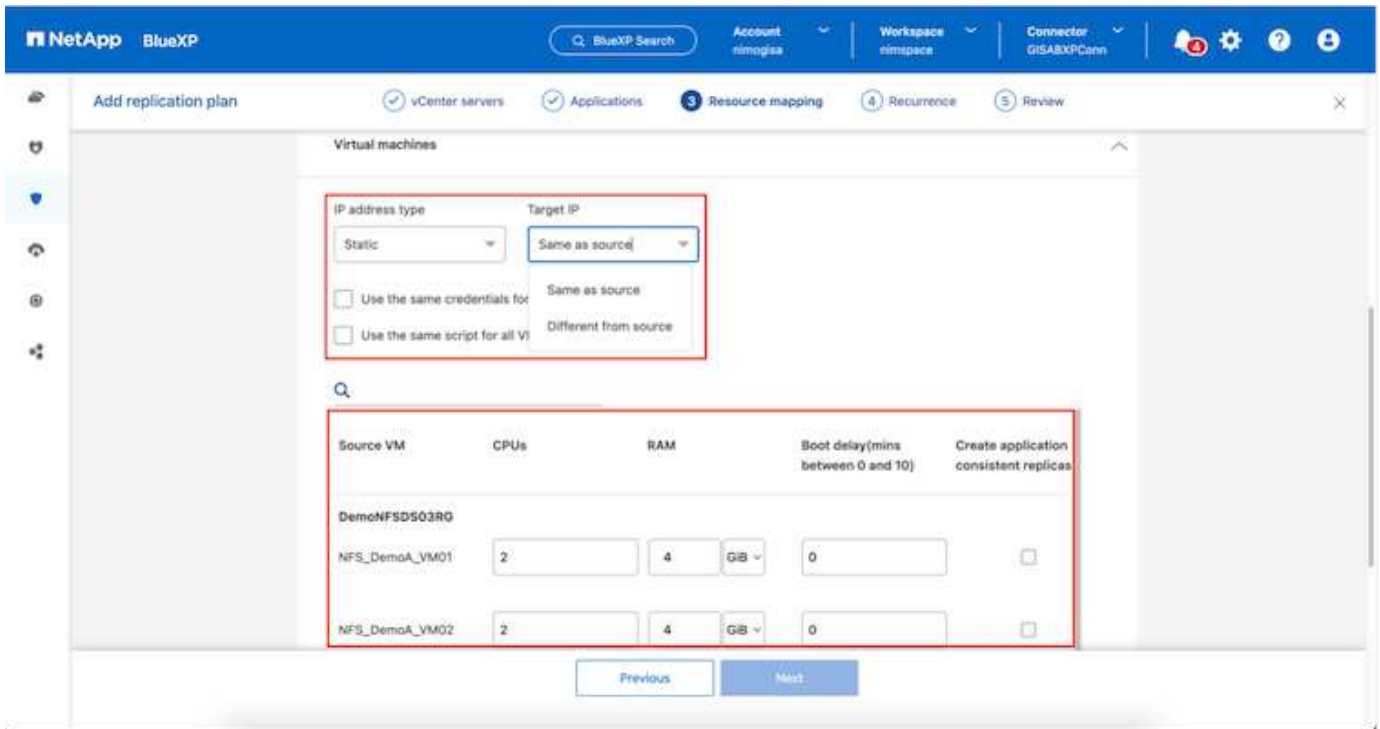 NetApp BlueXP
BlueXP Search
Account
nimogisa
Workspace
nimspace
Connector
GISABXPConn
4
Add replication plan
vCenter servers
Applications
3 Resource mapping
4 Recurrence
5 Review
Virtual machines
IP address type
Target IP
Static
Same as source
Same as source
Different from source
Use the same credentials for
Use the same script for all
Source VM
CPUs
RAM
Boot delay(mins between 0 and 10)
Create application consistent replicas
DemoNFSDS03RG
NFS_DemoA_VM01 2 4 GiB 0
NFS_DemoA_VM02 2 4 GiB 0
Previous
Next